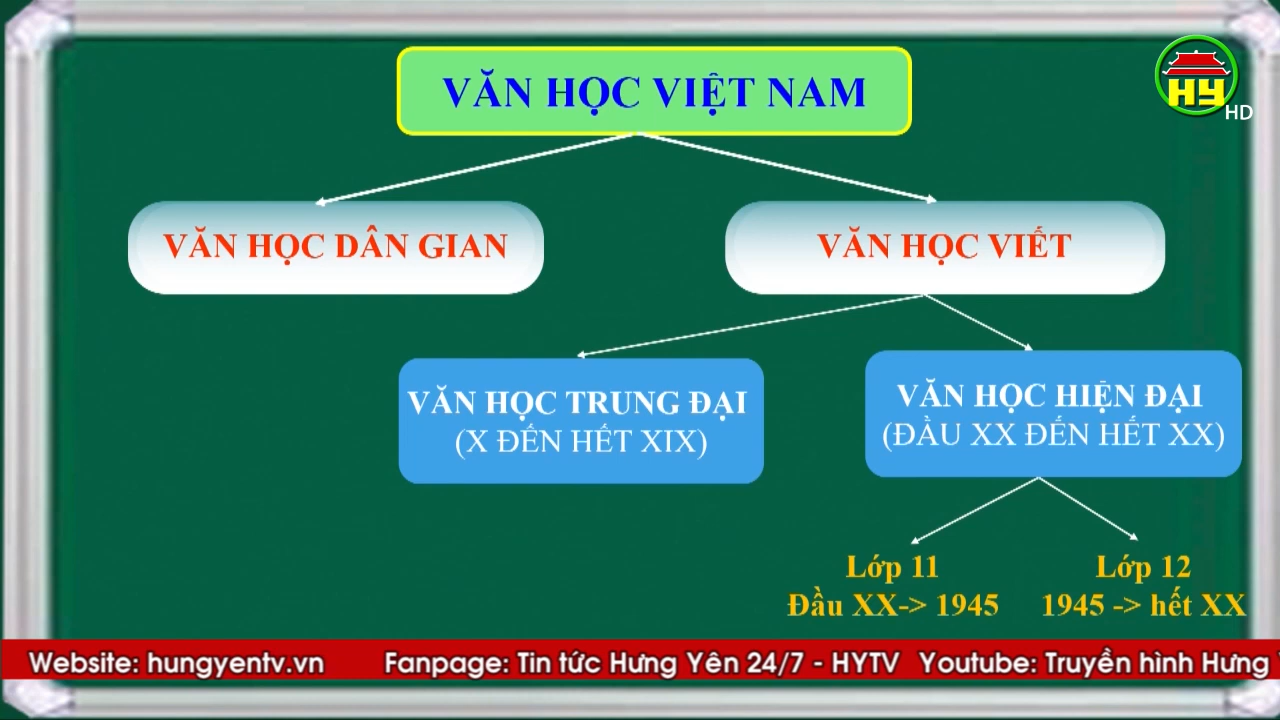 VĂN HỌC VIỆT NAM
HY
HD
VĂN HỌC DÂN GIAN
VĂN HỌC VIẾT
VĂN HỌC TRUNG ĐẠI
(X ĐẾN HẾT XIX)
VĂN HỌC HIỆN ĐẠI
(ĐẦU XX ĐẾN HẾT XX)
Lớp 11
Đầu XX-> 1945
Lớp 12
1945 -> hết XX
Website: hungyentv.vn Fanpage: Tin tức Hưng Yên 24/7 - HYTV Youtube: Truyền hình Hưng